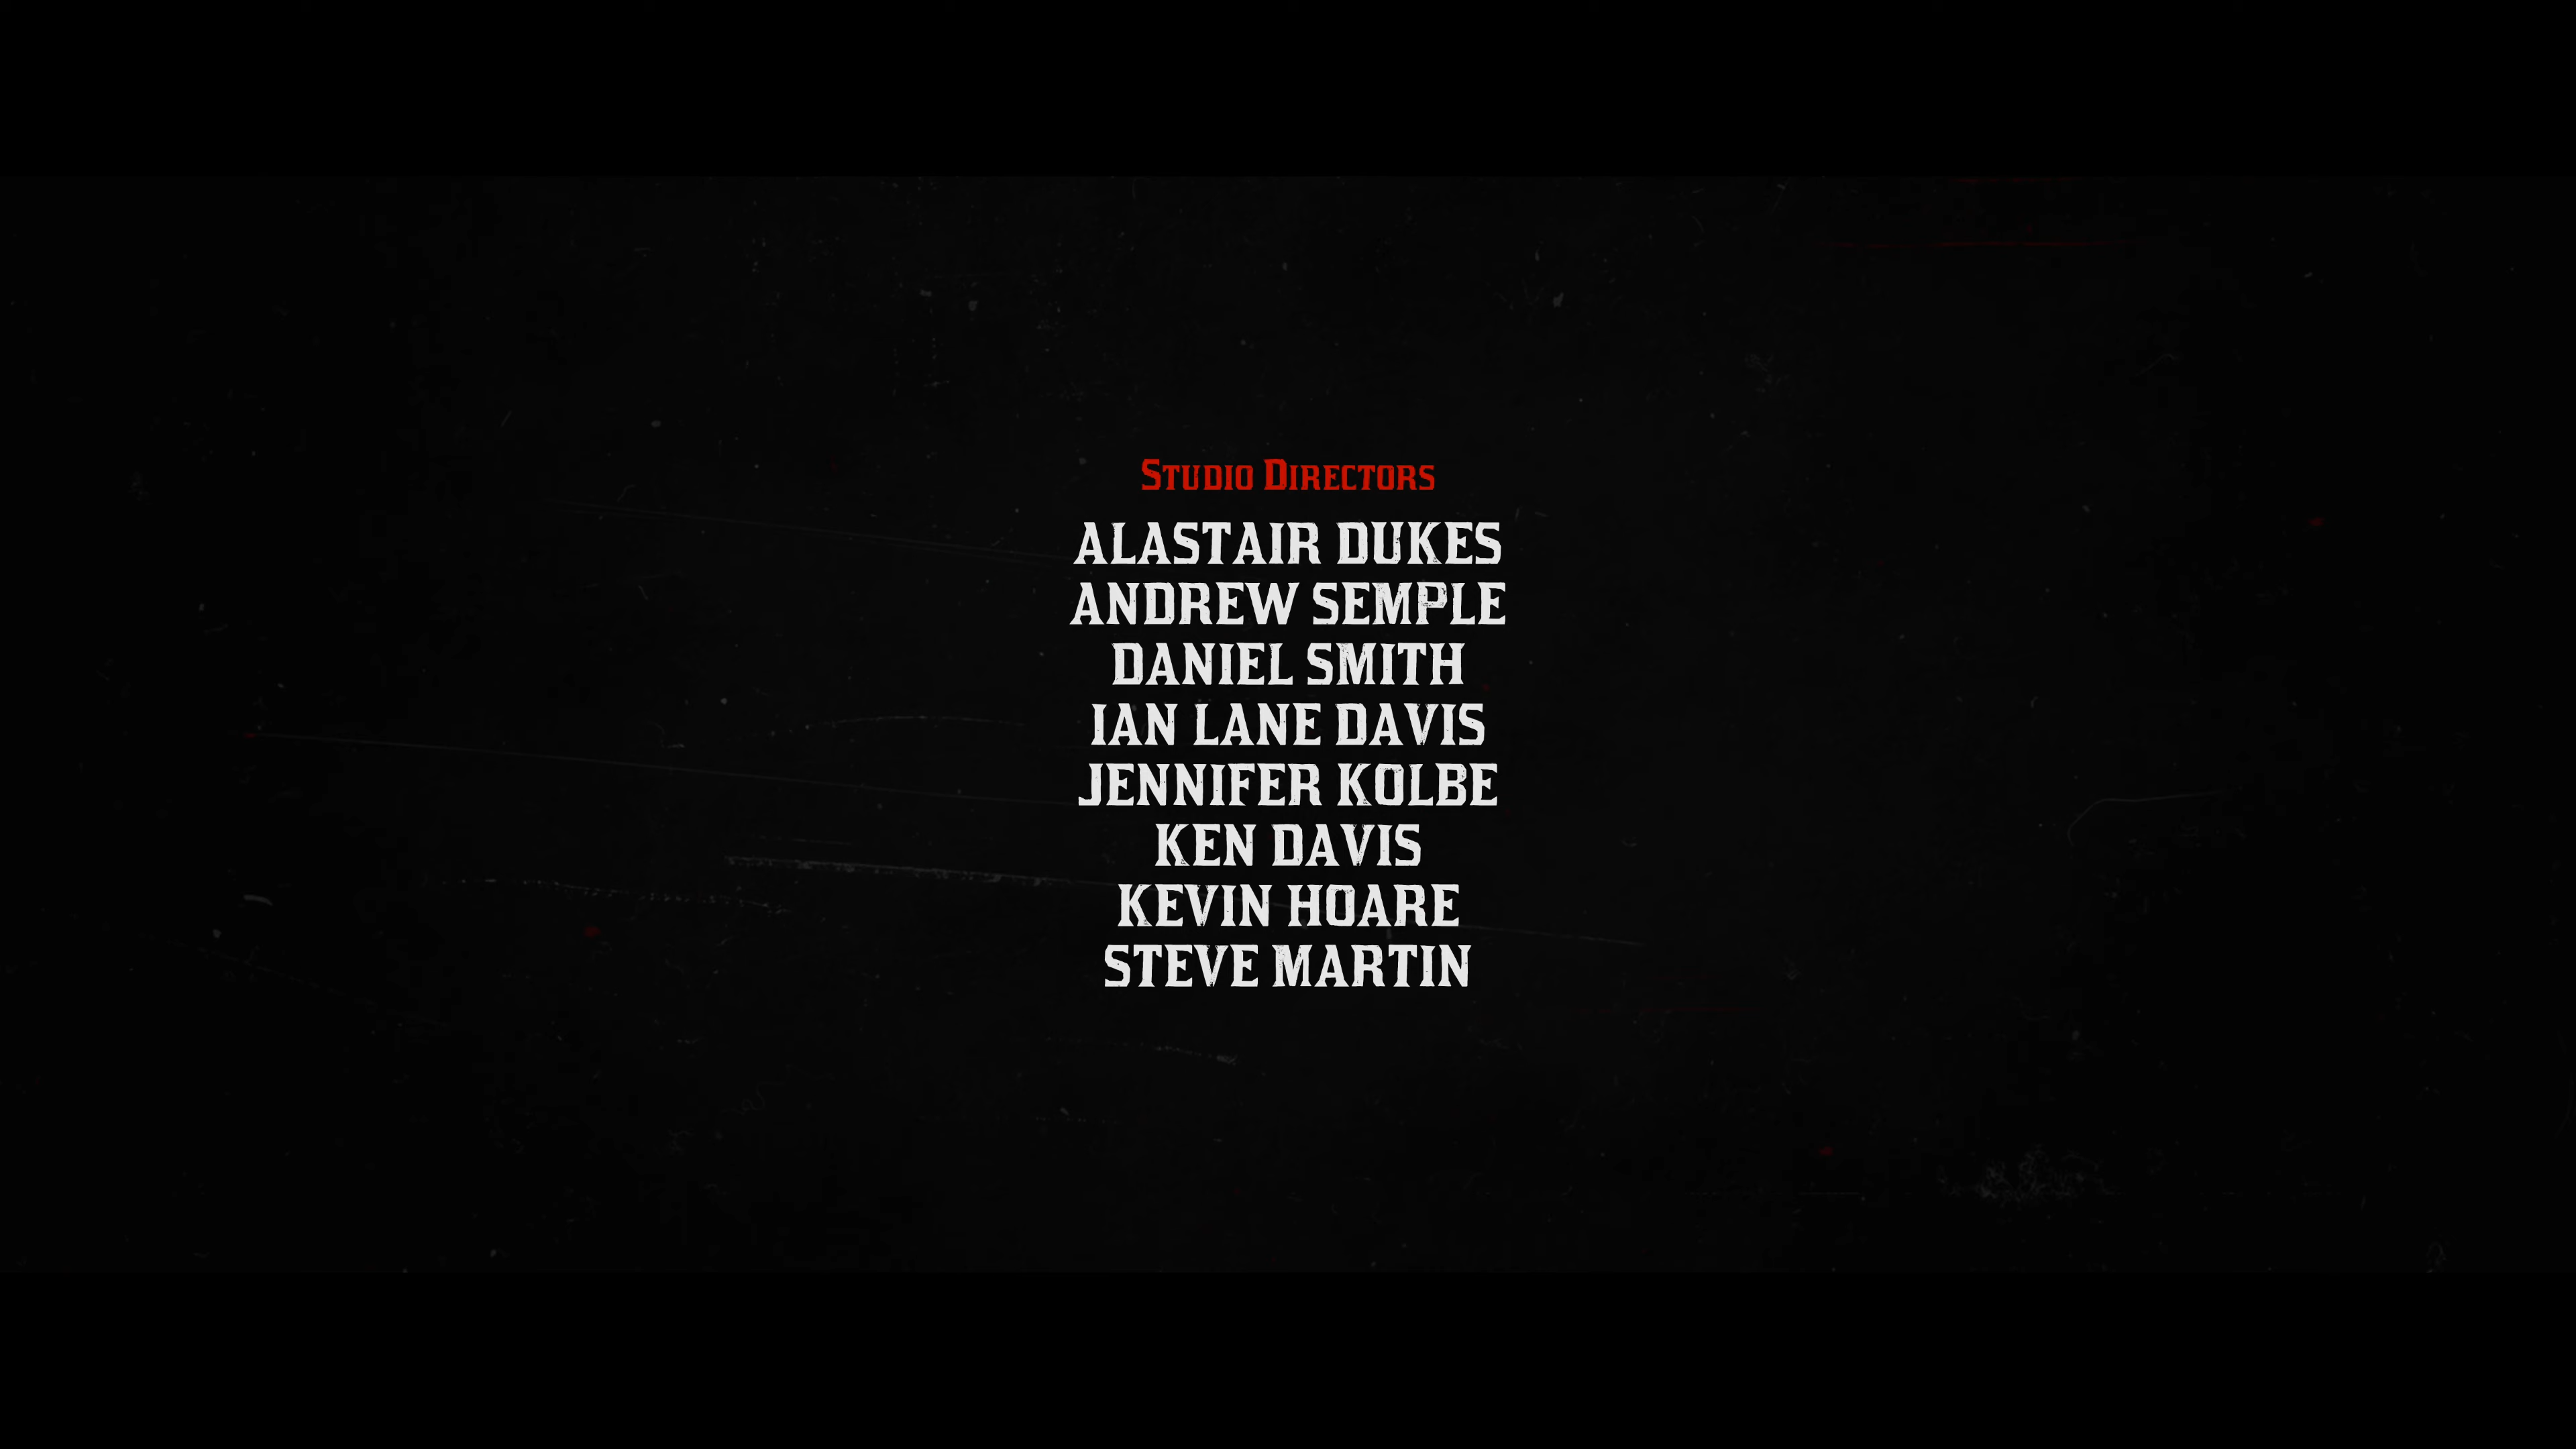 Studio Directors
ALASTAIR DUKES
ANDREW SEMPLE
DANIEL SMITH
IAN LANE DAVIS
JENNIFER KOLBE
KEN DAVIS
KEVIN HOARE
STEVE MARTIN